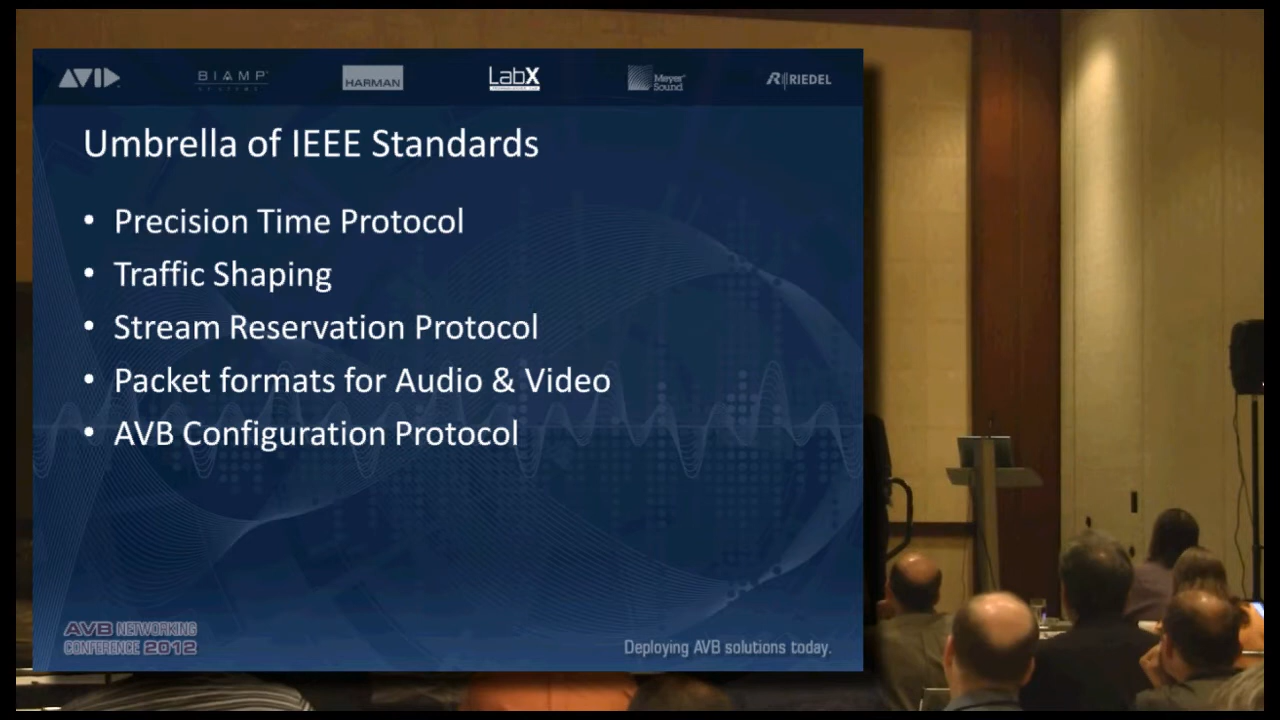 AVID
BIAMP
SYSTEMS
HARMAN
LabX
Meyer
Sound
RIEDEL
Umbrella of IEEE Standards
• Precision Time Protocol
• Traffic Shaping
• Stream Reservation Protocol
• Packet formats for Audio & Video
• AVB Configuration Protocol
AVB NETWORKING
CONFERENCE 2012
Deploying AVB solutions today.